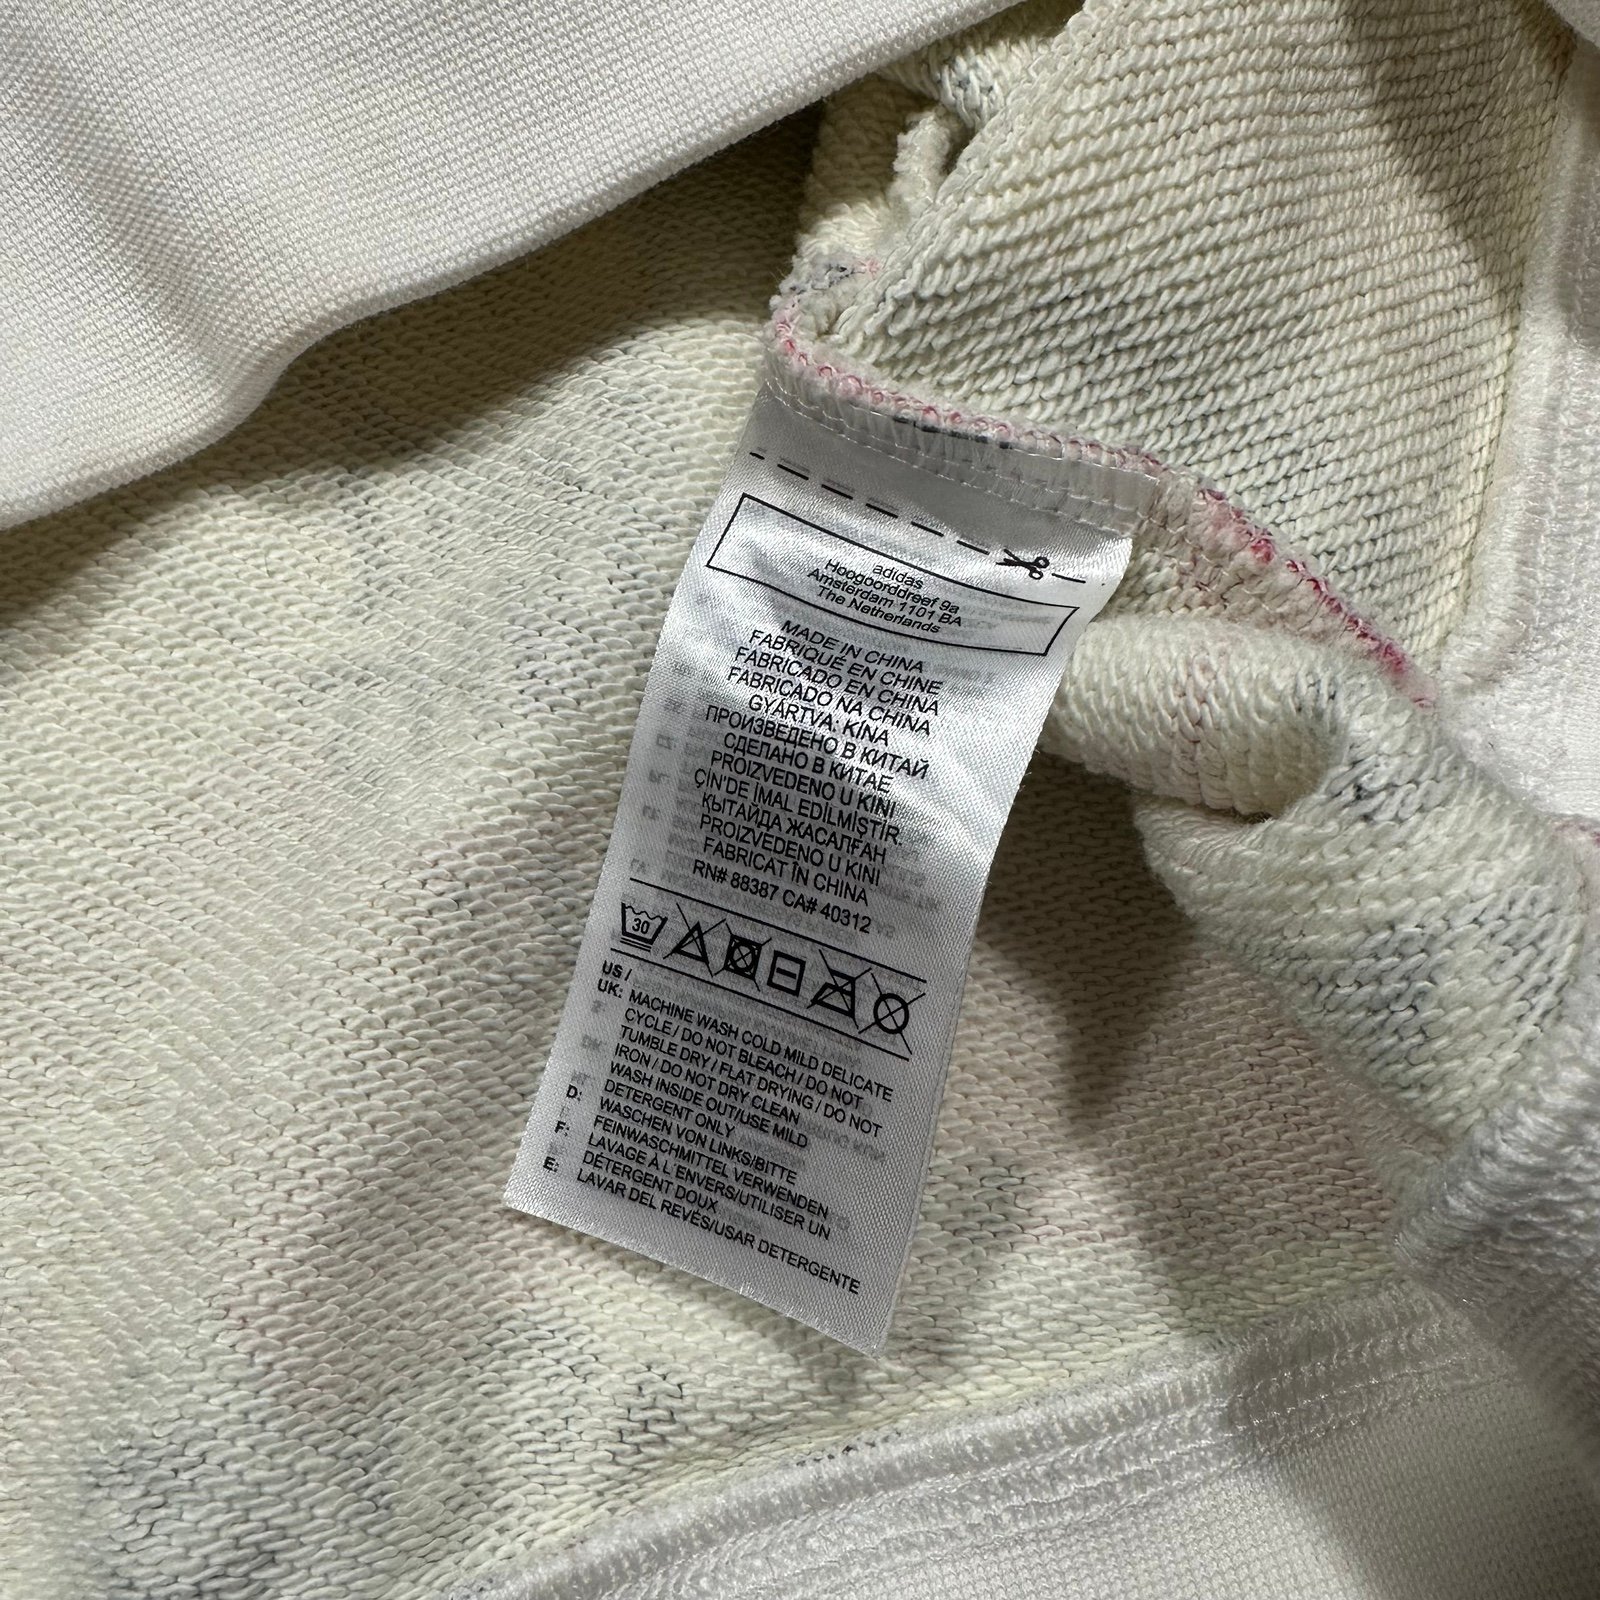 adidas
Hoogoorddreef 9a
Amsterdam 1101 BA
The Netherlands
MADE IN CHINA
FABRIQUÉ EN CHINE
FABRICADO EN CHINA
FABRICADO NA CHINA
GYÁRTVA: KÍNA
ПРОИЗВЕДЕНО В КИТАЙ
СДЕЛАНО В КИТАЕ
PROIZVEDENO U KINI
ÇİN'DE İMAL EDİLMİŞTİR.
ҚЫТАЙДА ЖАСАЛҒАН
PROIZVEDENO U KINI
FABRICAT ÎN CHINA
RN# 88387 CA# 40312
30
US /
UK: MACHINE WASH COLD MILD DELICATE
CYCLE / DO NOT BLEACH / DO NOT
TUMBLE DRY / FLAT DRYING / DO NOT
IRON / DO NOT DRY CLEAN
WASH INSIDE OUT/USE MILD
DETERGENT ONLY
D: WASCHEN VON LINKS/BITTE
FEINWASCHMITTEL VERWENDEN
F: LAVAGE À L'ENVERS/UTILISER UN
DÉTERGENT DOUX
E: LAVAR DEL REVÉS/USAR DETERGENTE